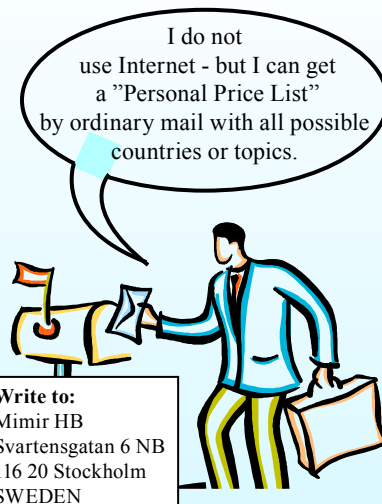 I do not
use Internet - but I can get
a ”Personal Price List”
by ordinary mail with all possible
countries or topics.
Write to:
Mimir HB
Svartensgatan 6 NB
116 20 Stockholm
SWEDEN